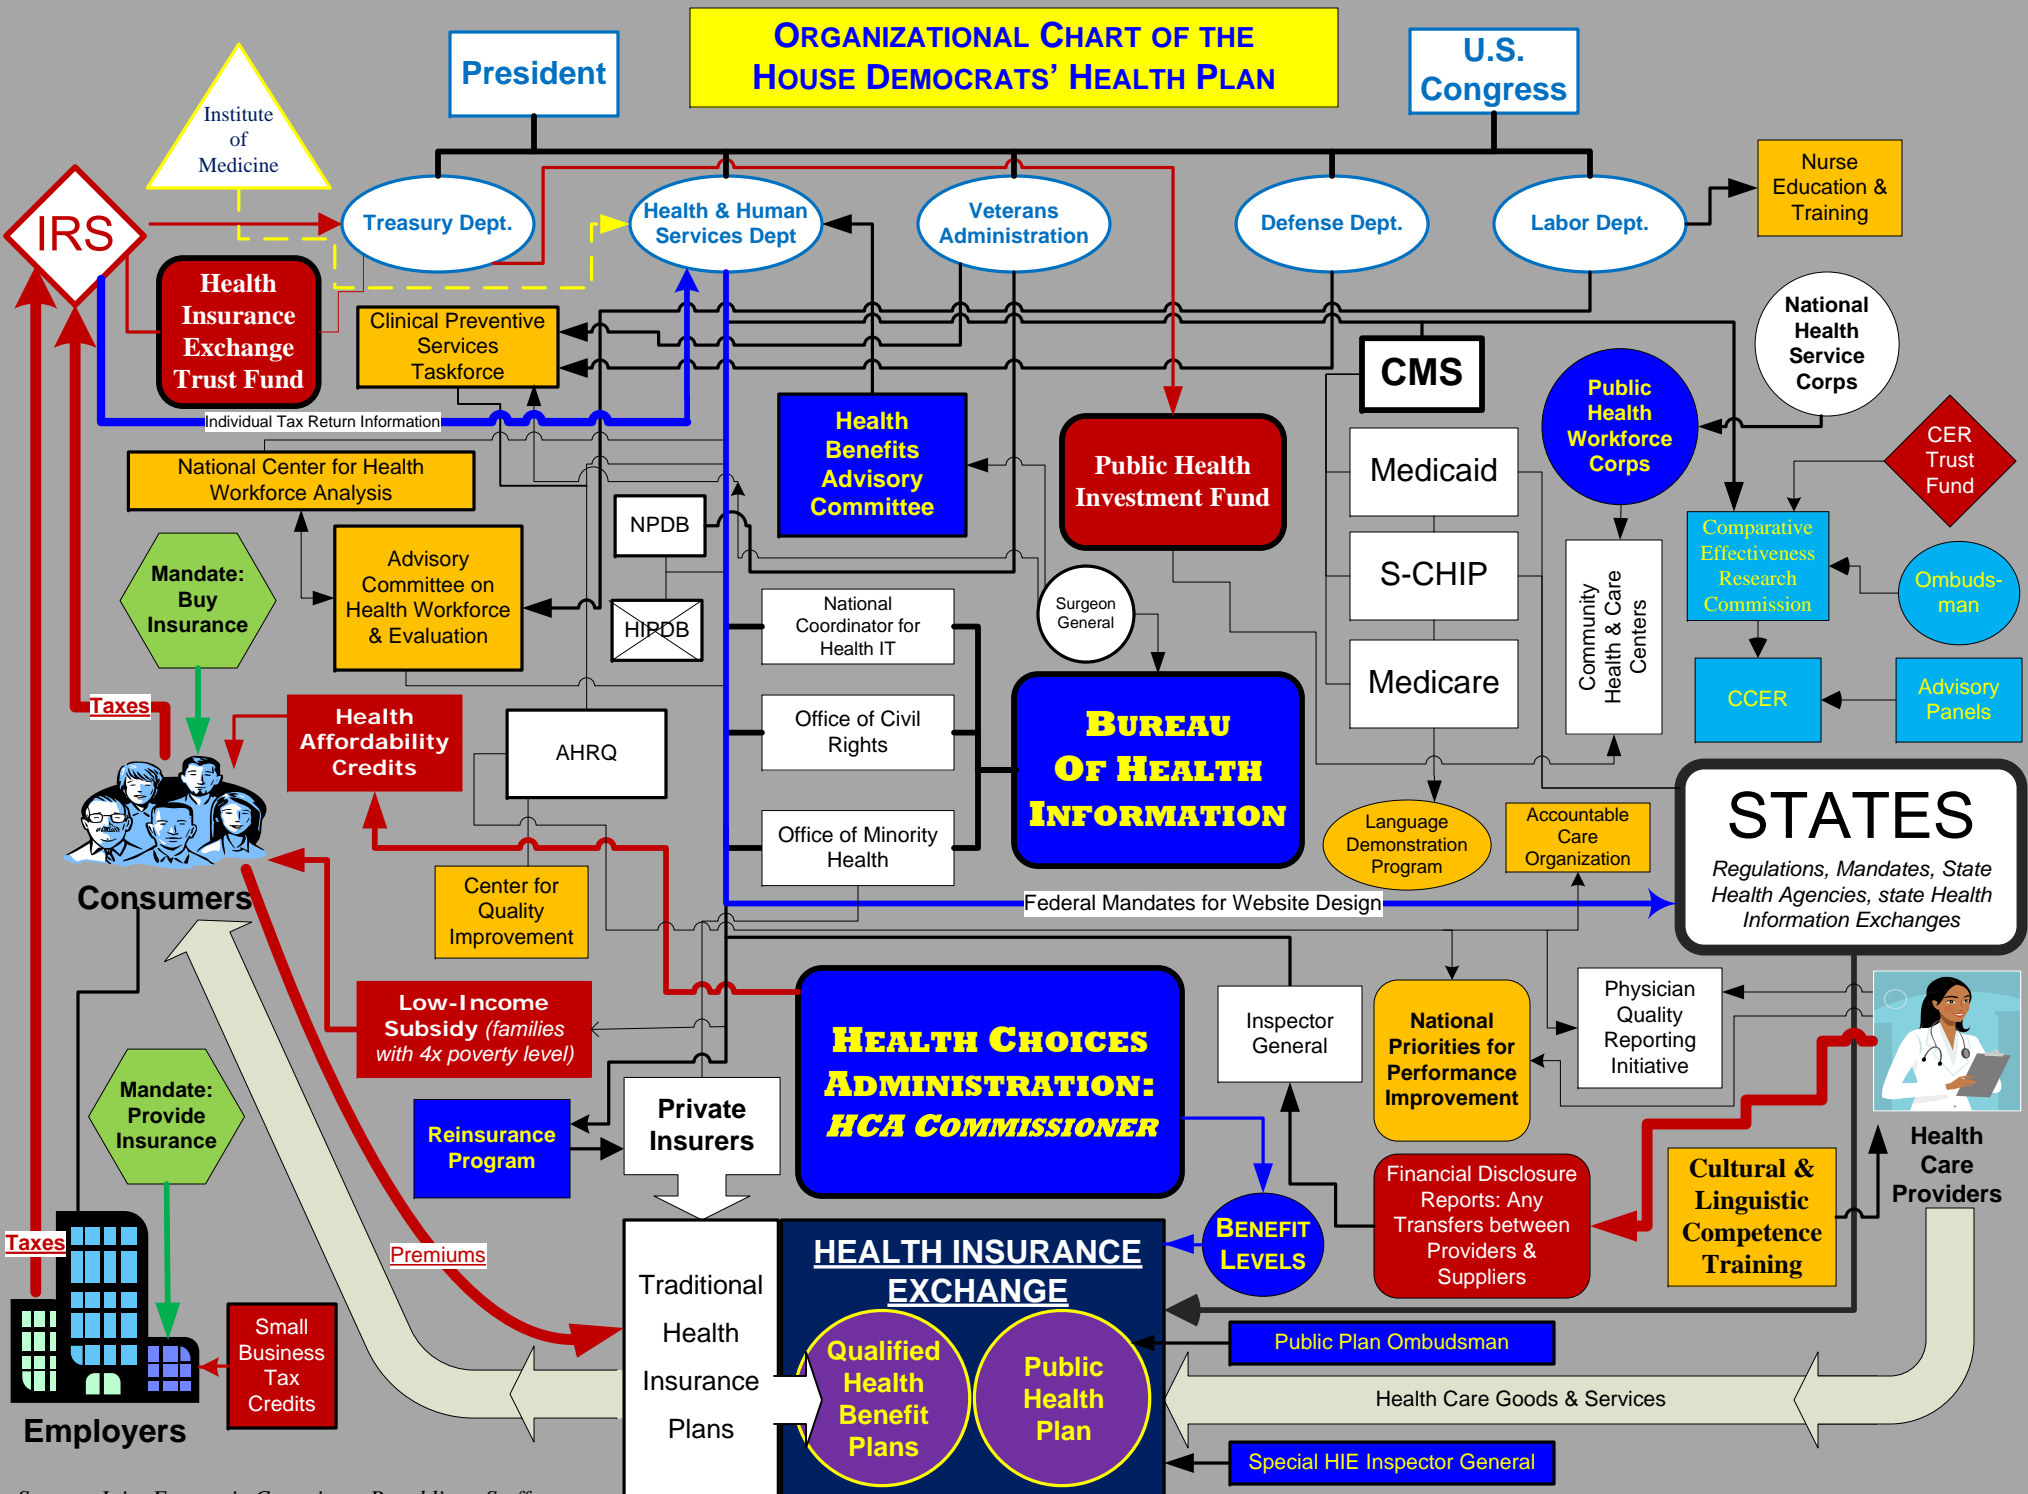 ORGANIZATIONAL CHART OF THE
HOUSE DEMOCRATS' HEALTH PLAN
President
U.S.
Congress
Institute
of
Medicine
IRS
Treasury Dept.
Health & Human
Services Dept
Veterans
Administration
Defense Dept.
Labor Dept.
Nurse
Education &
Training
Health
Insurance
Exchange
Trust Fund
Clinical Preventive
Services
Taskforce
CMS
National
Health
Service
Corps
Public
Health
Workforce
Corps
Individual Tax Return Information
Health
Benefits
Advisory
Committee
Public Health
Investment Fund
Medicaid
CER
Trust
Fund
National Center for Health
Workforce Analysis
NPDB
Comparative
Effectiveness
Research
Commission
Ombuds-
man
Mandate:
Buy
Insurance
Advisory
Committee on
Health Workforce
& Evaluation
HIPDB
National
Coordinator for
Health IT
Surgeon
General
S-CHIP
Community
Health & Care
Centers
Medicare
CCER
Advisory
Panels
Taxes
Health
Affordability
Credits
AHRQ
Office of Civil
Rights
BUREAU
OF HEALTH
INFORMATION
Office of Minority
Health
Language
Demonstration
Program
Accountable
Care
Organization
STATES
Regulations, Mandates, State
Health Agencies, state Health
Information Exchanges
Consumers
Center for
Quality
Improvement
Federal Mandates for Website Design
Low-Income
Subsidy (families
with 4x poverty level)
HEALTH CHOICES
ADMINISTRATION:
HCA COMMISSIONER
Inspector
General
National
Priorities for
Performance
Improvement
Physician
Quality
Reporting
Initiative
Mandate:
Provide
Insurance
Reinsurance
Program
Private
Insurers
Health
Care
Providers
Financial Disclosure
Reports: Any
Transfers between
Providers &
Suppliers
Cultural &
Linguistic
Competence
Training
BENEFIT
LEVELS
Taxes
Premiums
Traditional
Health
Insurance
Plans
HEALTH INSURANCE
EXCHANGE
Qualified
Health
Benefit
Plans
Public
Health
Plan
Public Plan Ombudsman
Health Care Goods & Services
Special HIE Inspector General
Small
Business
Tax
Credits
Employers